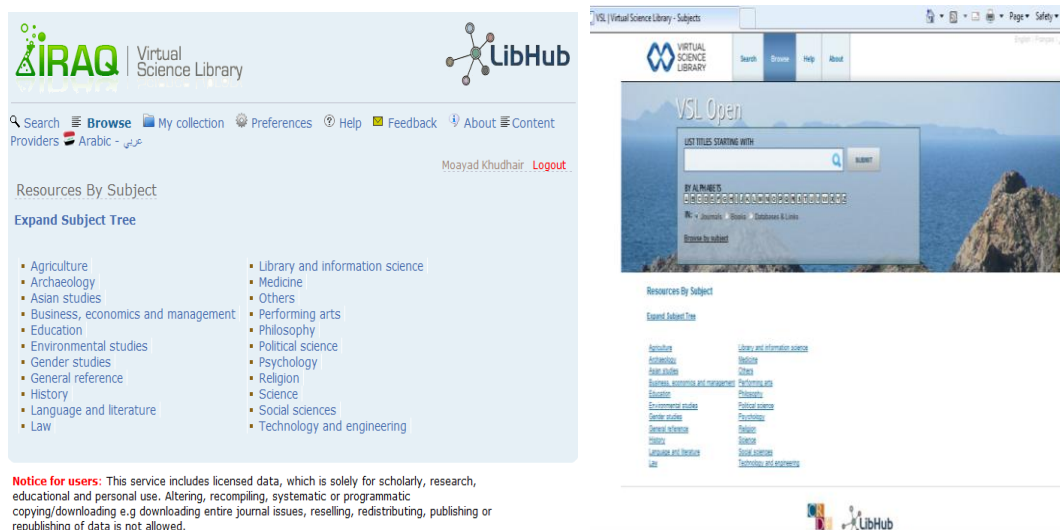 IRAQ Virtual
Science Library
LibHub
Search Browse My collection Preferences Help Feedback About Content
Providers Arabic - عربي
Moayad Khudhair Logout
Resources By Subject
Expand Subject Tree
Agriculture
Archaeology
Asian studies
Business, economics and management
Education
Environmental studies
Gender studies
General reference
History
Language and literature
Law
Library and information science
Medicine
Others
Performing arts
Philosophy
Political science
Psychology
Religion
Science
Social sciences
Technology and engineering
Notice for users: This service includes licensed data, which is solely for scholarly, research,
educational and personal use. Altering, recompiling, systematic or programmatic
copying/downloading e.g downloading entire journal issues, reselling, redistributing, publishing or
republishing of data is not allowed.
VSL | Virtual Science Library - Subjects
Page Safety
English - Français
VIRTUAL
SCIENCE
LIBRARY
Search Browse Help About
VSL Open
LIST TITLES STARTING WITH
SUBMIT
BY ALPHABETS
A B C D E F G H I J K L M N O P Q R S T U V W X Y Z
IN: Journals Books Databases & Links
Browse by subject
Resources By Subject
Expand Subject Tree
Agriculture
Archaeology
Asian studies
Business, economics and management
Education
Environmental studies
Gender studies
General reference
History
Language and literature
Law
Library and information science
Medicine
Others
Performing arts
Philosophy
Political science
Psychology
Religion
Science
Social sciences
Technology and engineering
LibHub